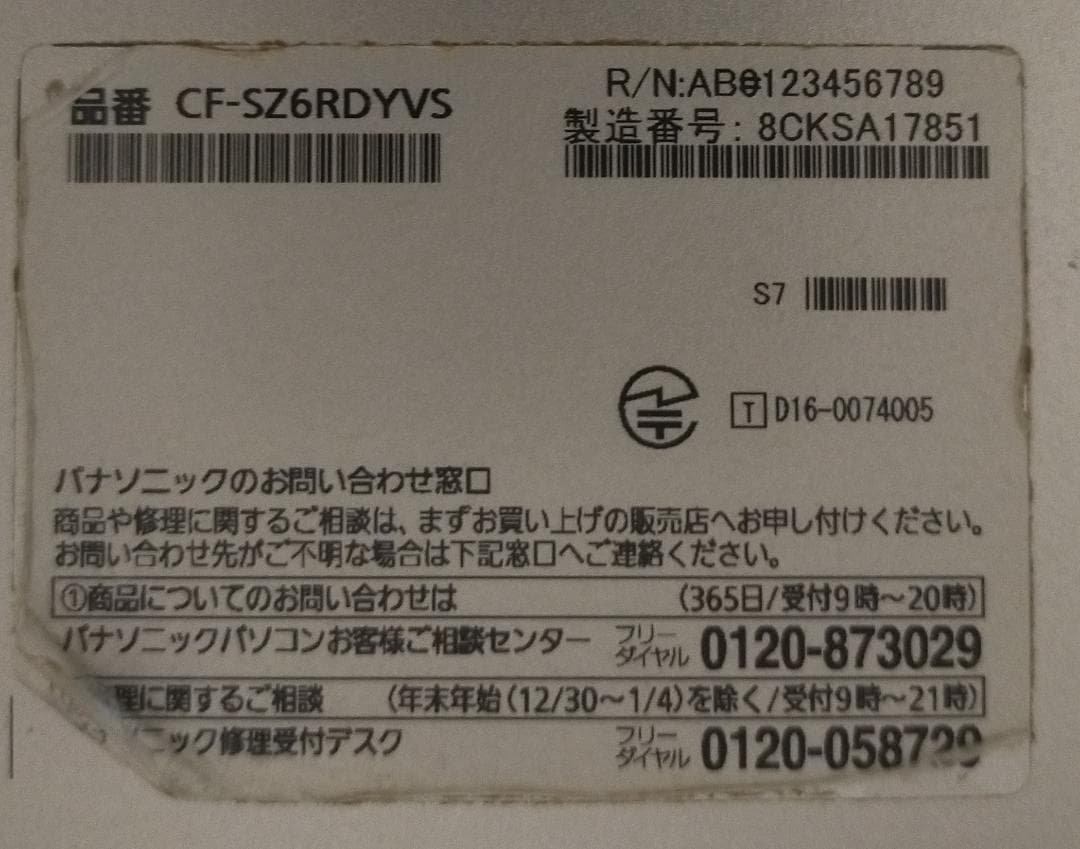 品番 CF-SZ6RDYVS
R/N:AB0123456789
製造番号: 8CKSA17851
S7
T D16-0074005
パナソニックのお問い合わせ窓口
商品や修理に関するご相談は、まずお買い上げの販売店へお申し付けください。
お問い合わせ先がご不明な場合は下記窓口へご連絡ください。
①商品についてのお問い合わせは (365日/受付9時～20時)
パナソニックパソコンお客様ご相談センター フリーダイヤル 0120-873029
理に関するご相談 (年末年始(12/30～1/4)を除く/受付9時～21時)
ニック修理受付デスク フリーダイヤル 0120-058729